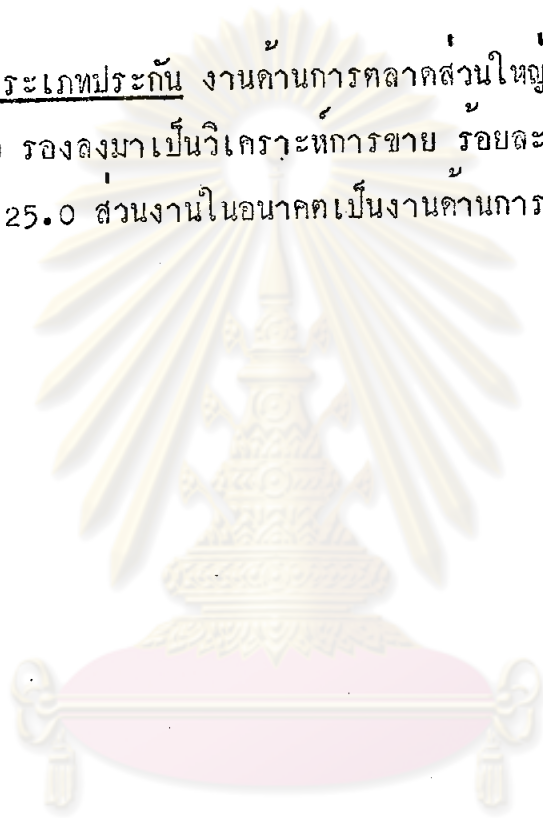 ระเภทประกัน งานด้านการตลาดส่วนใหญ่
รองลงมาเป็นวิเคราะห์การขาย ร้อยละ
25.0 ส่วนงานในอนาคตเป็นงานด้านการ